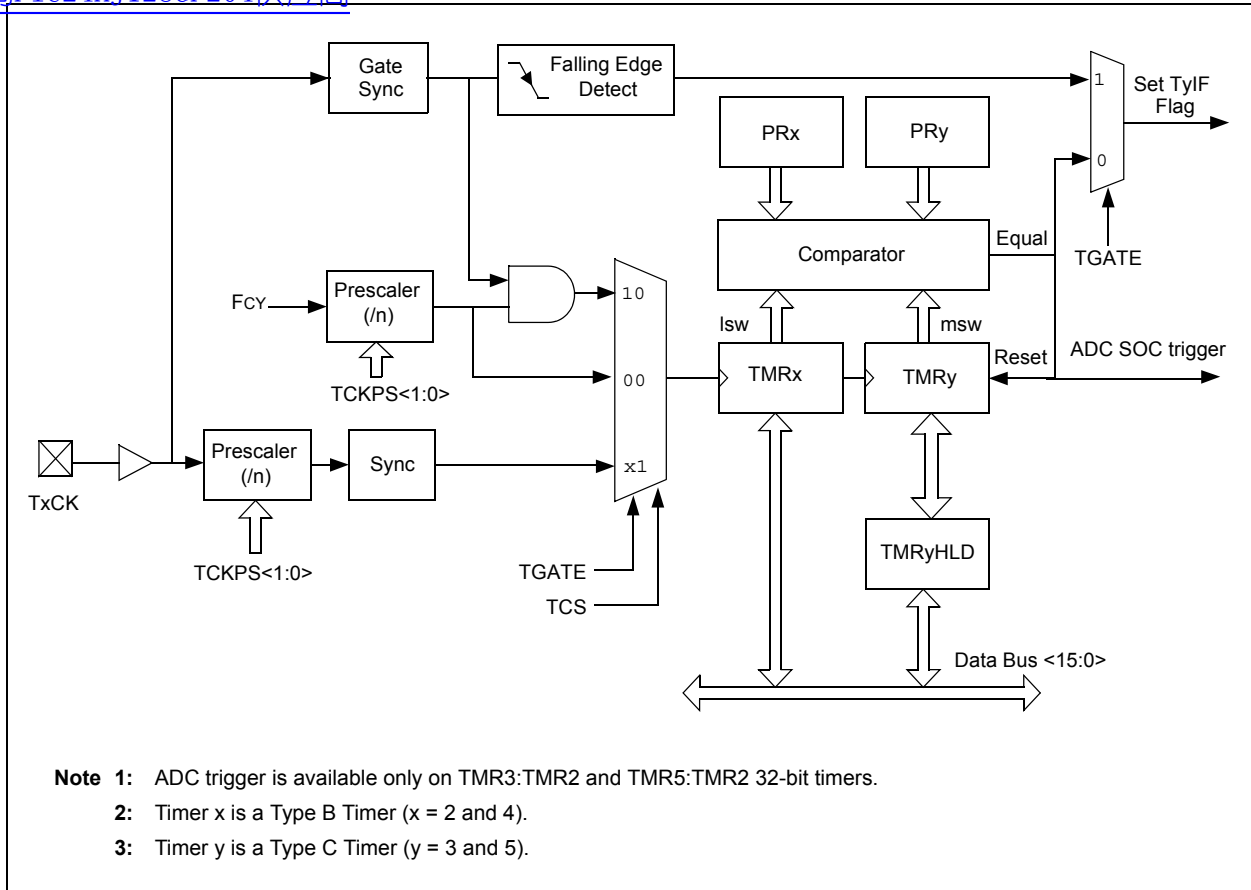 Gate
Sync
Falling Edge
Detect
1
Set TyIF
Flag
PRx
PRy
0
Comparator
Equal
TGATE
FCY
Prescaler
(/n)
10
lsw
msw
TMRx
TMRy
Reset
ADC SOC trigger
00
TCKPS<1:0>
Prescaler
(/n)
Sync
x1
TxCK
TCKPS<1:0>
TGATE
TCS
TMRyHLD
Data Bus <15:0>
Note 1: ADC trigger is available only on TMR3:TMR2 and TMR5:TMR2 32-bit timers.
2: Timer x is a Type B Timer (x = 2 and 4).
3: Timer y is a Type C Timer (y = 3 and 5).